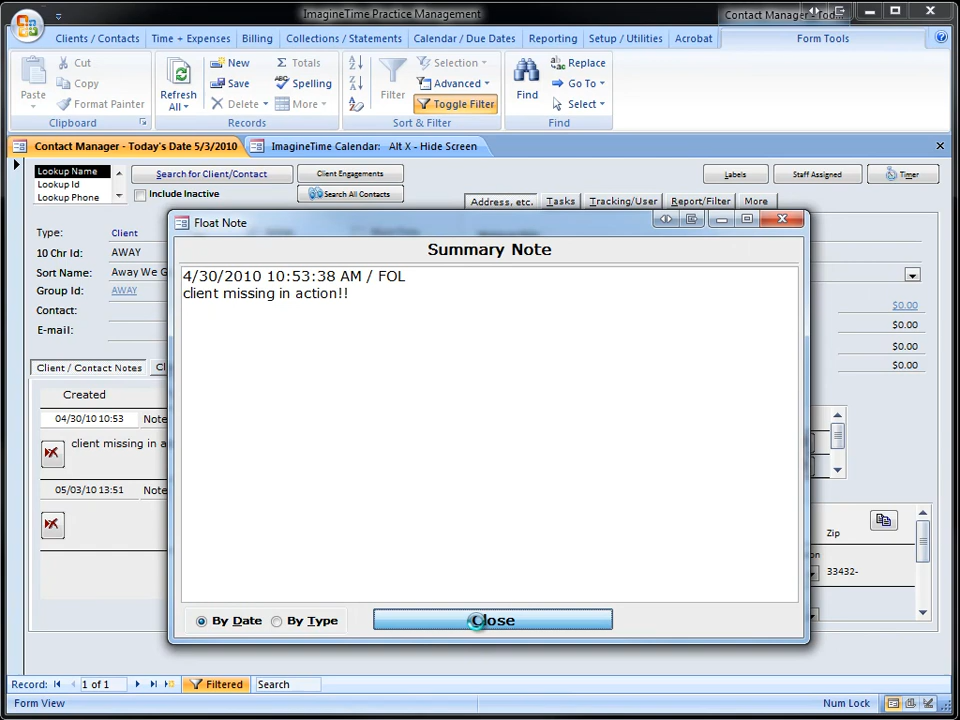 ImagineTime Practice Management
Contact Manager - Tod...
Clients / Contacts
Time + Expenses
Billing
Collections / Statements
Calendar / Due Dates
Reporting
Setup / Utilities
Acrobat
Form Tools
Paste
Cut
Copy
Format Painter
Clipboard
Refresh
All
New
Save
Delete
Totals
Spelling
More
Records
Filter
Selection
Advanced
Toggle Filter
Sort & Filter
Find
Replace
Go To
Select
Find
Contact Manager - Today's Date 5/3/2010
ImagineTime Calendar: Alt X - Hide Screen
Lookup Name
Lookup Id
Lookup Phone
Search for Client/Contact
Include Inactive
Client Engagements
Search All Contacts
Labels
Staff Assigned
Timer
Address, etc.
Tasks
Tracking/User
Report/Filter
More
Type: Client
10 Chr Id: AWAY
Sort Name: Away We G
Group Id: AWAY
Contact:
E-mail:
$0.00
$0.00
$0.00
$0.00
Client / Contact Notes
Cl
Created
04/30/10 10:53 Note
client missing in a
05/03/10 13:51 Note
Zip
on
33432-
Float Note
Summary Note
4/30/2010 10:53:38 AM / FOL
client missing in action!!
By Date
By Type
Close
Record:
1 of 1
Filtered
Search
Form View
Num Lock